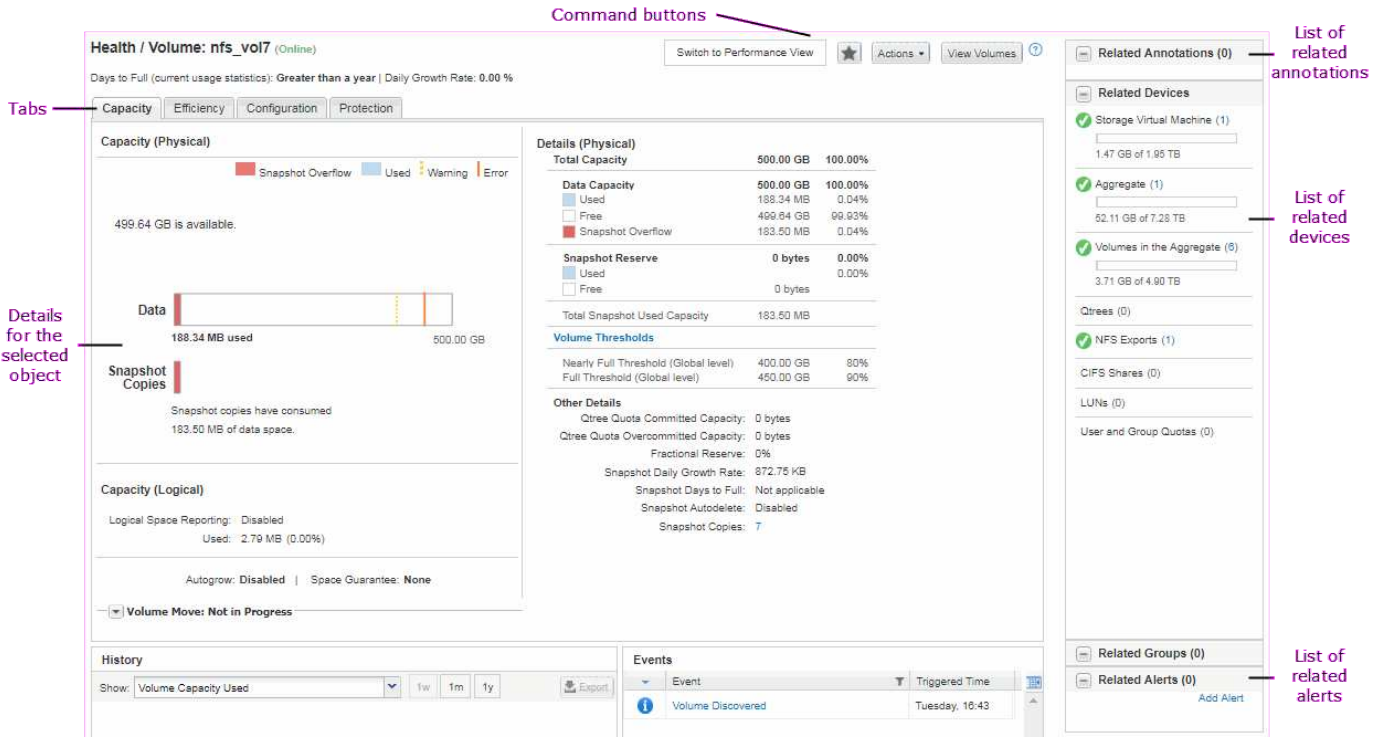 Command buttons
Health / Volume: nfs_vol7 (Online)
Switch to Performance View
Actions
View Volumes
?
Days to Full (current usage statistics): Greater than a year | Daily Growth Rate: 0.00 %
Tabs
Capacity
Efficiency
Configuration
Protection
Capacity (Physical)
Snapshot Overflow
Used
Warning
Error
499.64 GB is available.
Details
for the
selected
object
Data
188.34 MB used
500.00 GB
Snapshot
Copies
Snapshot copies have consumed
183.50 MB of data space.
Capacity (Logical)
Logical Space Reporting: Disabled
Used: 2.79 MB (0.00%)
Autogrow: Disabled | Space Guarantee: None
Volume Move: Not in Progress
Details (Physical)
Total Capacity 500.00 GB 100.00%
Data Capacity 500.00 GB 100.00%
Used 188.34 MB 0.04%
Free 499.64 GB 99.93%
Snapshot Overflow 183.50 MB 0.04%
Snapshot Reserve 0 bytes 0.00%
Used 0.00%
Free 0 bytes
Total Snapshot Used Capacity 183.50 MB
Volume Thresholds
Nearly Full Threshold (Global level) 400.00 GB 80%
Full Threshold (Global level) 450.00 GB 90%
Other Details
Qtree Quota Committed Capacity: 0 bytes
Qtree Quota Overcommitted Capacity: 0 bytes
Fractional Reserve: 0%
Snapshot Daily Growth Rate: 872.75 KB
Snapshot Days to Full: Not applicable
Snapshot Autodelete: Disabled
Snapshot Copies: 7
History
Show: Volume Capacity Used
1w
1m
1y
Export
Events
Event
Triggered Time
Volume Discovered
Tuesday, 16:43
Related Annotations (0)
List of
related
annotations
Related Devices
Storage Virtual Machine (1)
1.47 GB of 1.95 TB
Aggregate (1)
52.11 GB of 7.28 TB
Volumes in the Aggregate (6)
3.71 GB of 4.90 TB
Qtrees (0)
NFS Exports (1)
CIFS Shares (0)
LUNs (0)
User and Group Quotas (0)
List of
related
devices
Related Groups (0)
Related Alerts (0)
Add Alert
List of
related
alerts